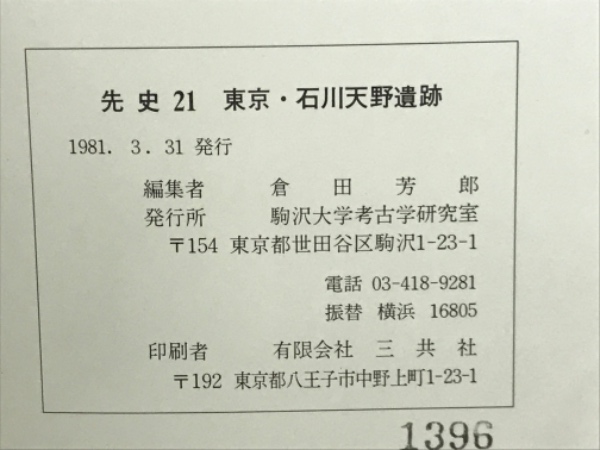 先史21 東京・石川天野遺跡
1981. 3. 31 発行
編集者 倉田芳郎
発行所 駒沢大学考古学研究室
〒154 東京都世田谷区駒沢1-23-1
電話 03-418-9281
振替 横浜 16805
印刷者 有限会社 三共社
〒192 東京都八王子市中野上町1-23-1
1396